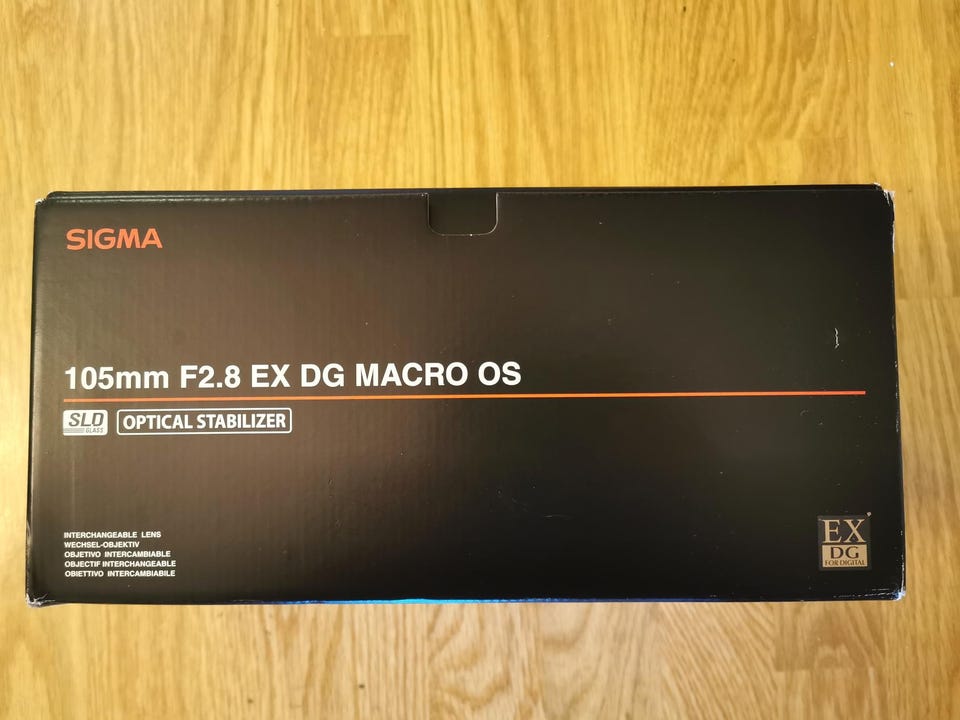 SIGMA
105mm F2.8 EX DG MACRO OS
SLD GLASS
OPTICAL STABILIZER
INTERCHANGEABLE LENS
WECHSEL-OBJEKTIV
OBJETIVO INTERCAMBIABLE
OBJECTIF INTERCHANGEABLE
OBIETTIVO INTERCAMBIABILE
EX
DG
FOR DIGITAL